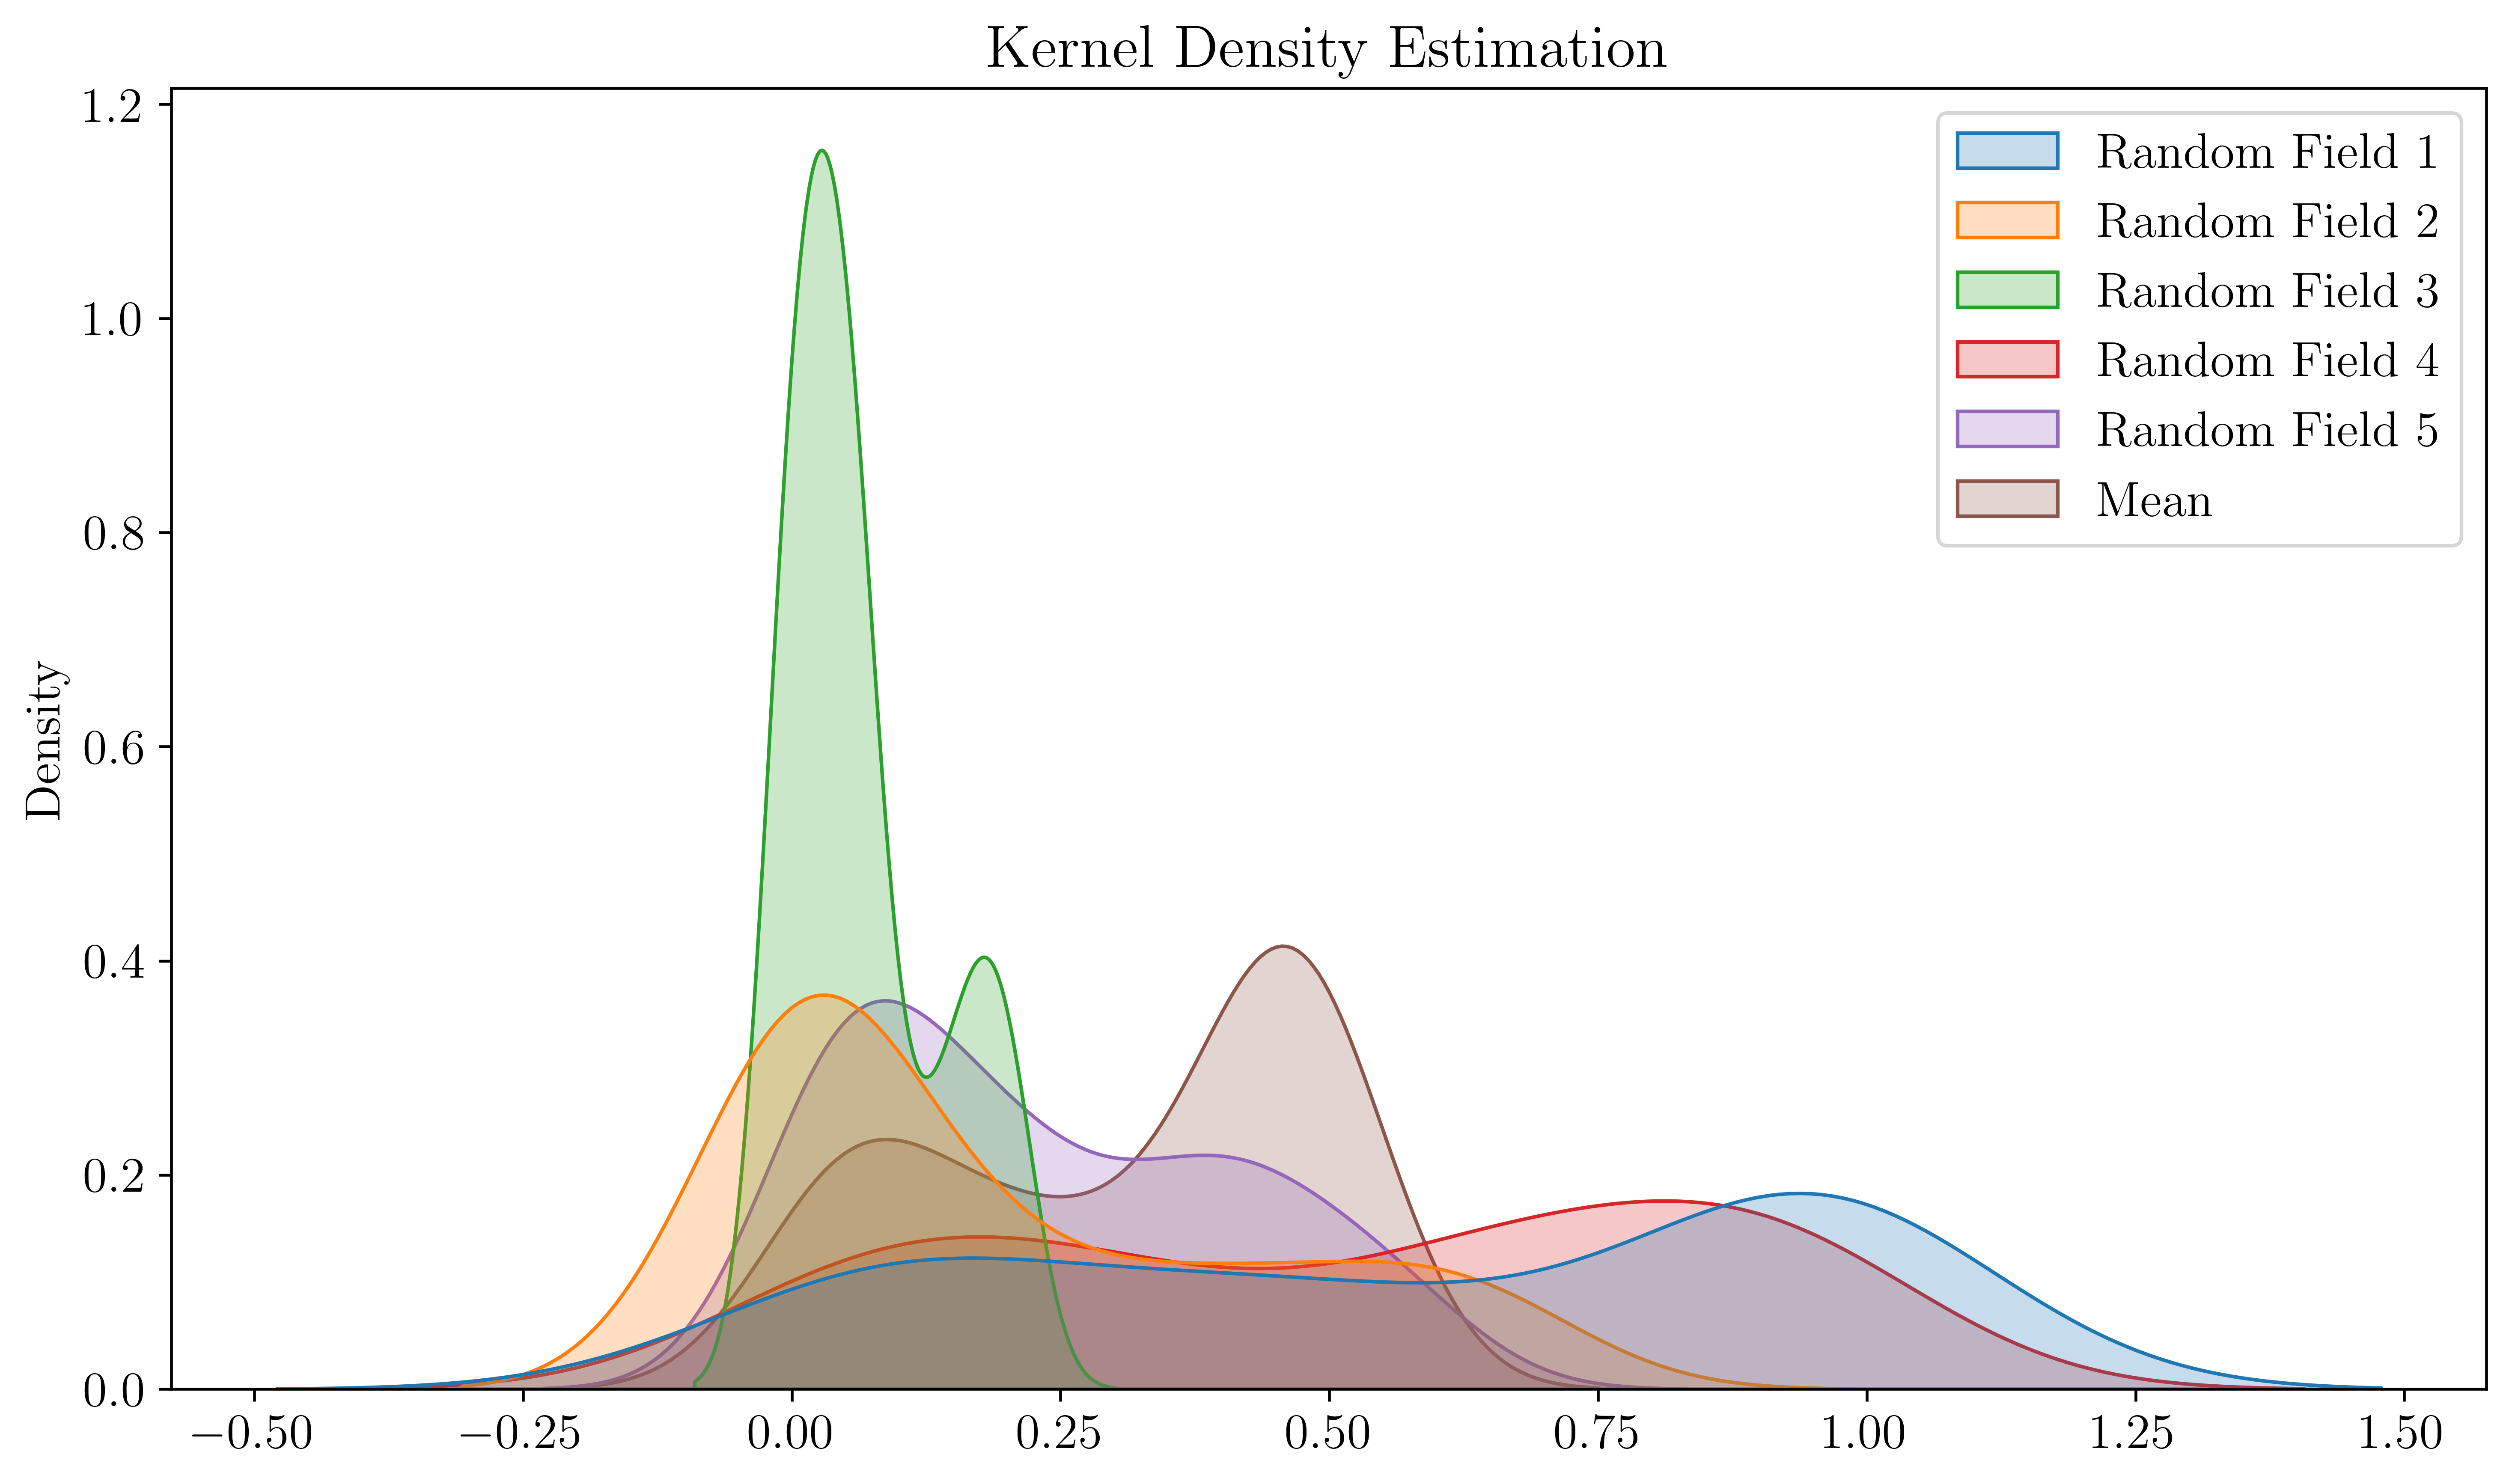 Kernel Density Estimation
1.2
1.0
0.8
0.6
0.4
0.2
0.0
Density
Random Field 1
Random Field 2
Random Field 3
Random Field 4
Random Field 5
Mean
−0.50 −0.25 0.00 0.25 0.50 0.75 1.00 1.25 1.50